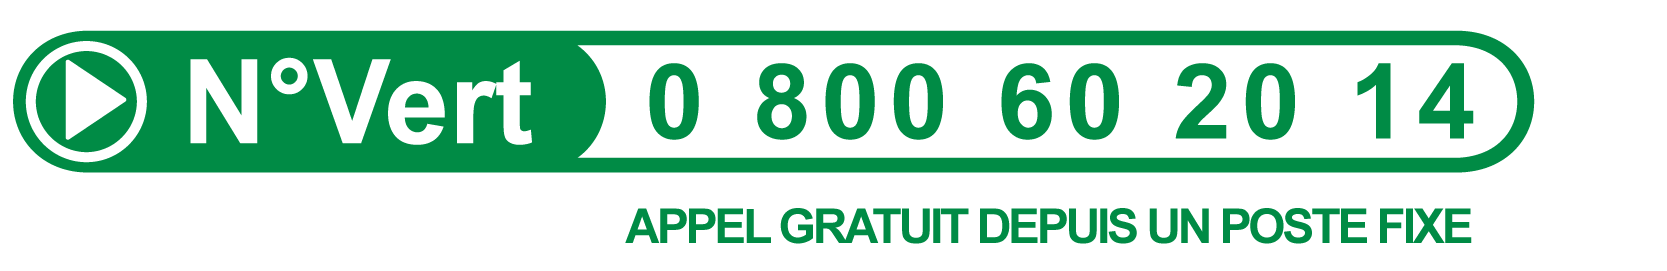 N°Vert 0 800 60 20 14
APPEL GRATUIT DEPUIS UN POSTE FIXE